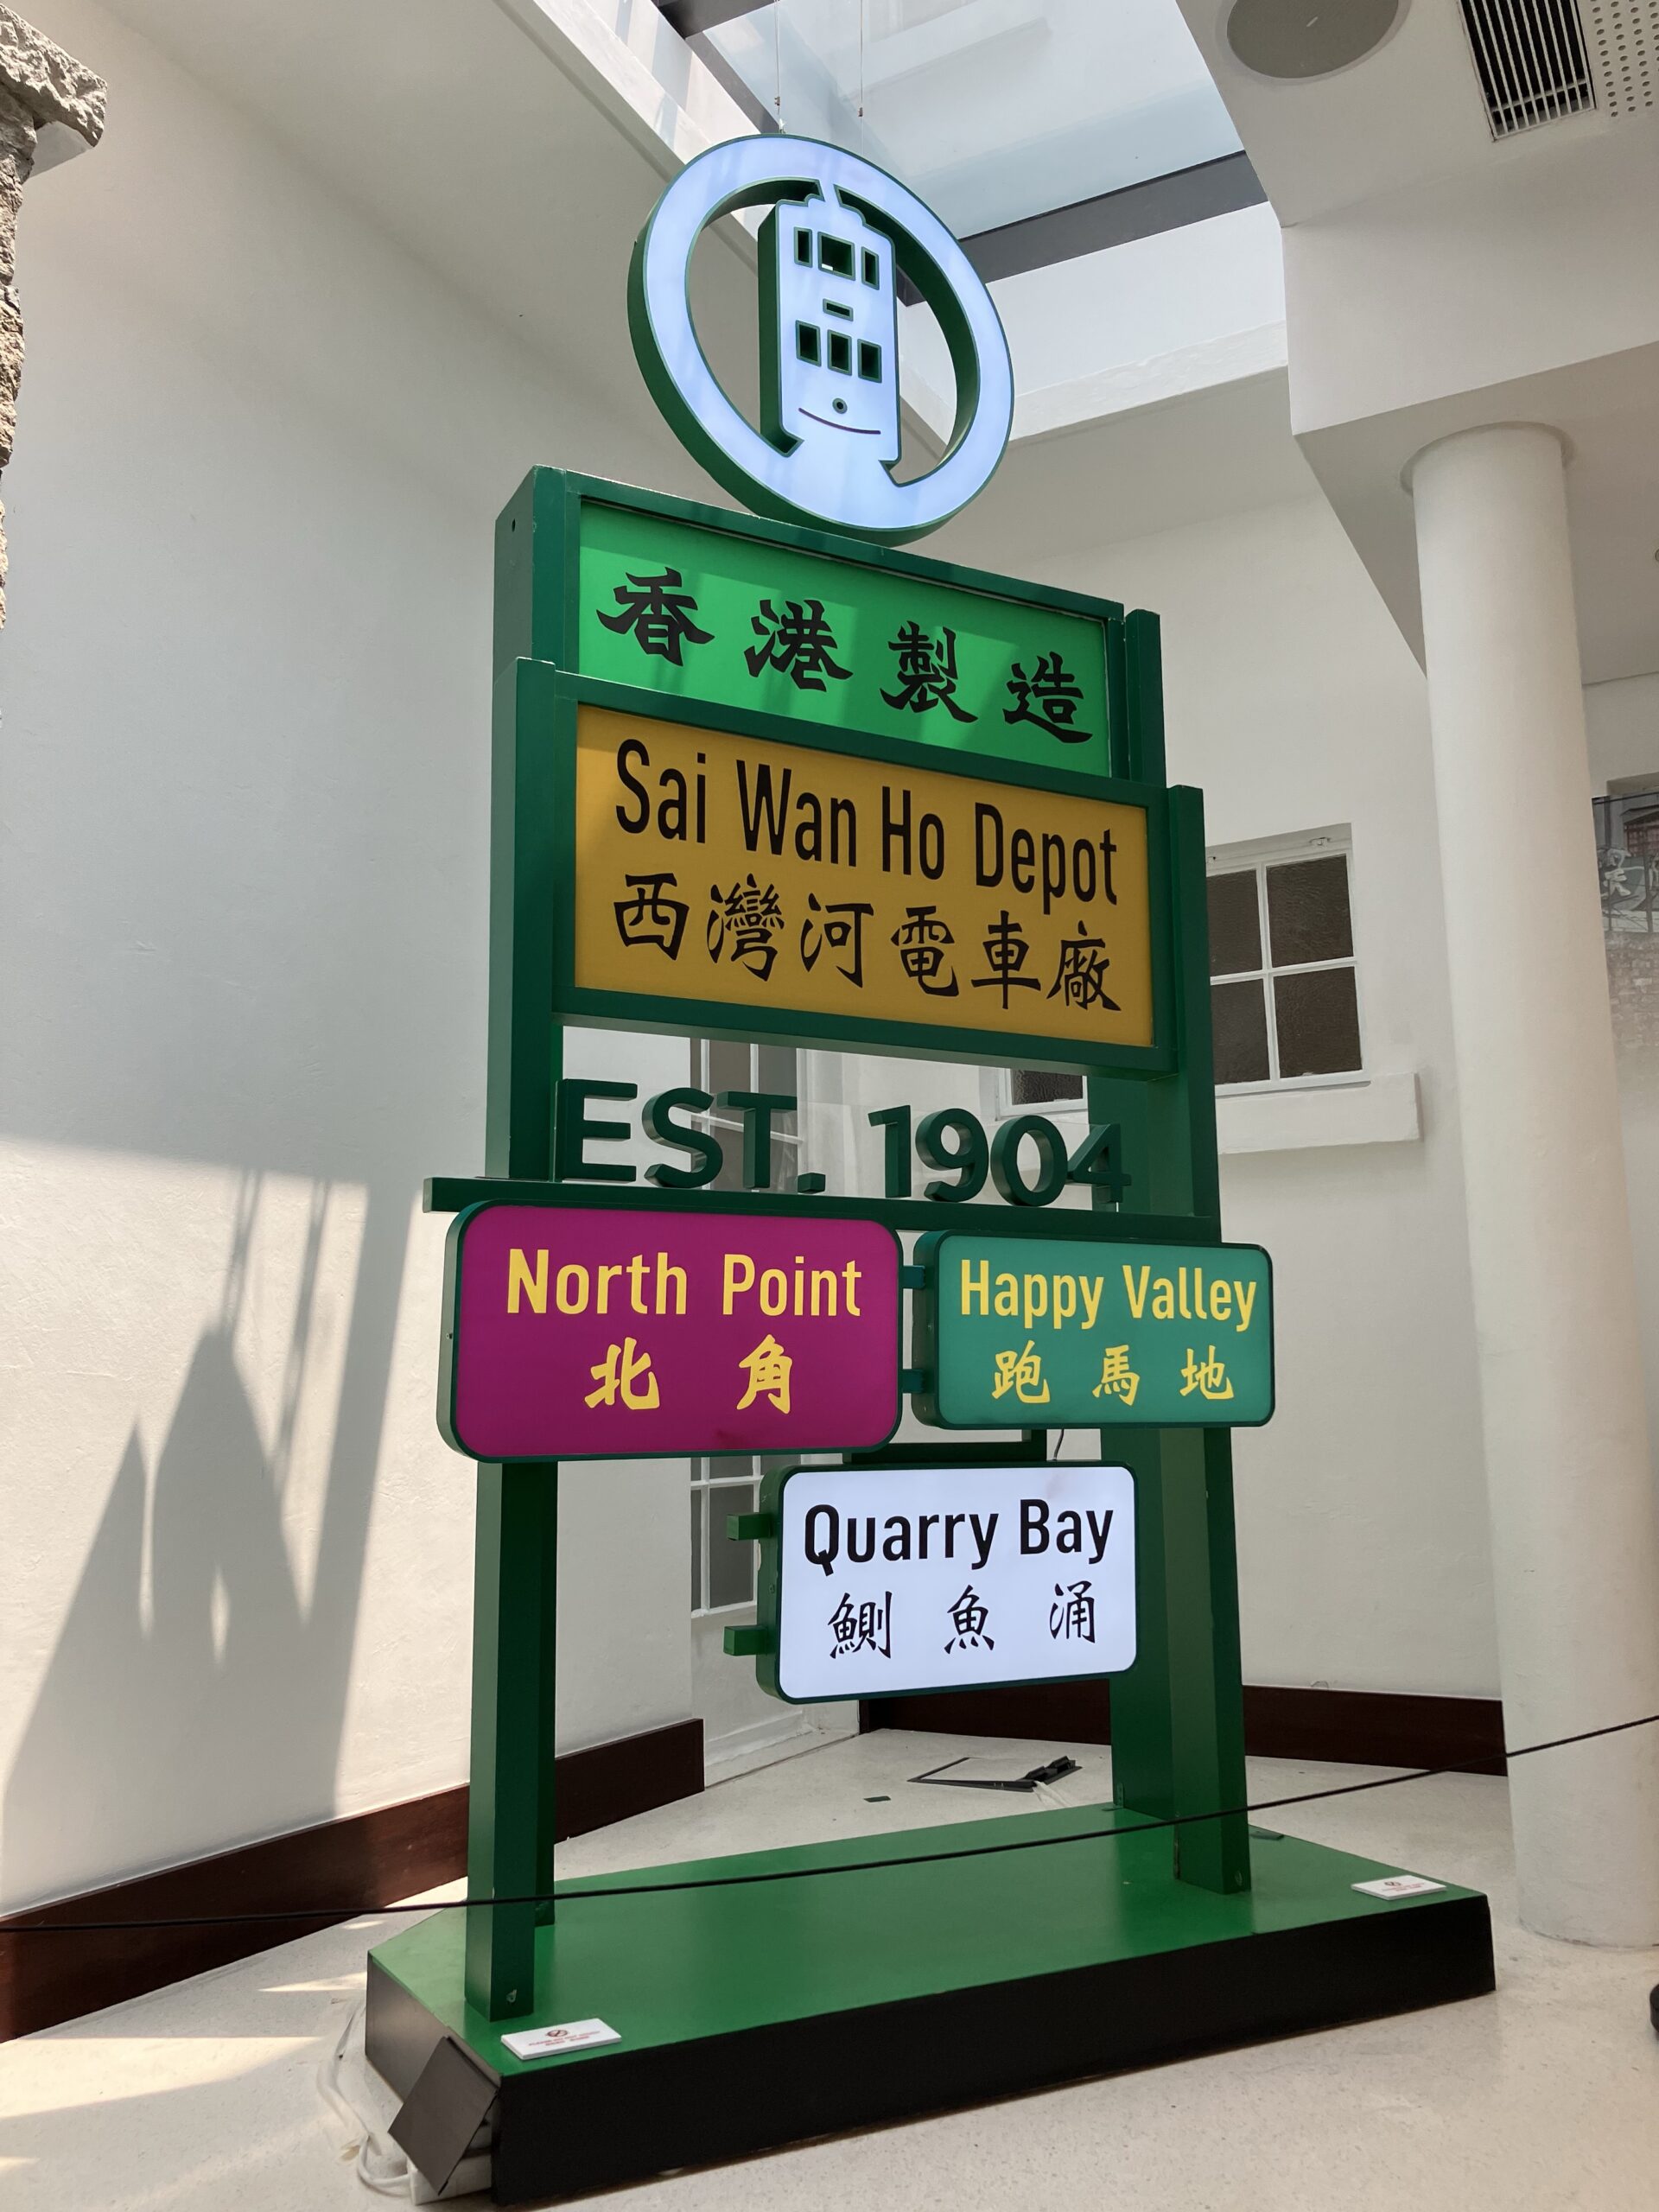 香港製造
Sai Wan Ho Depot
西灣河電車廠
EST. 1904
North Point
北角
Happy Valley
跑馬地
Quarry Bay
鰂魚涌